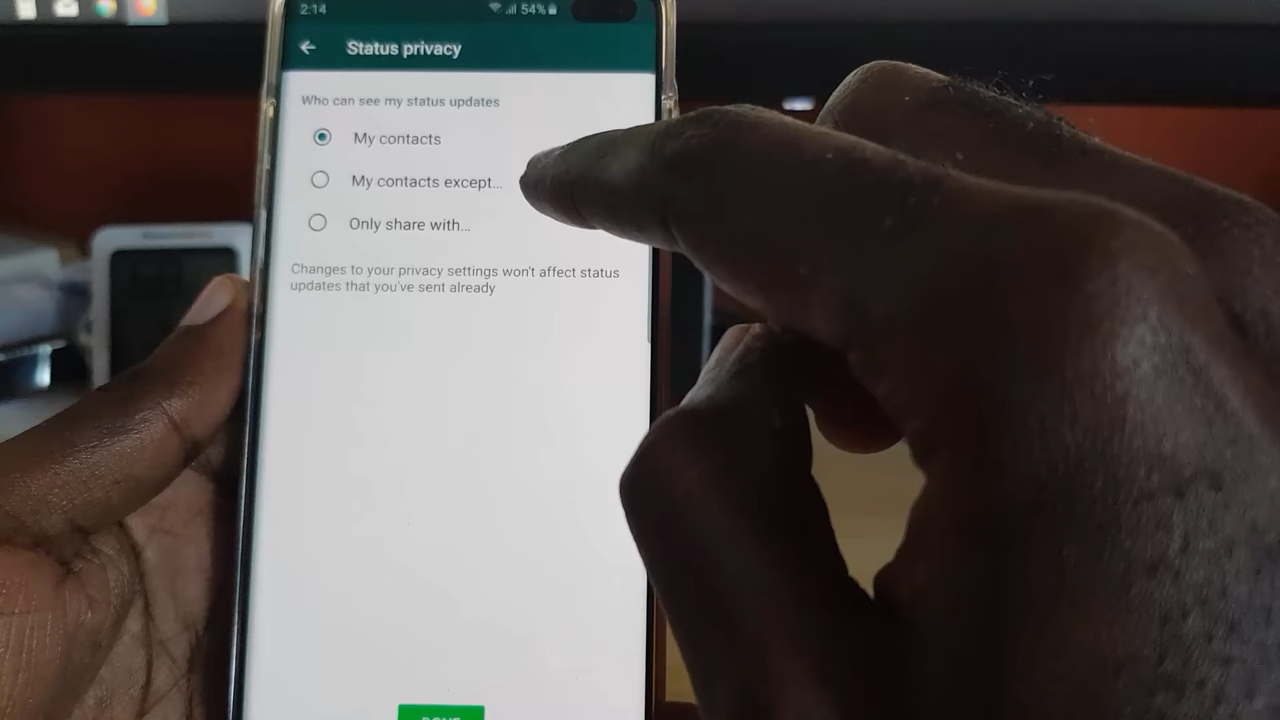 2:14 54%
Status privacy
Who can see my status updates
My contacts
My contacts except...
Only share with...
Changes to your privacy settings won't affect status
updates that you've sent already
DONE